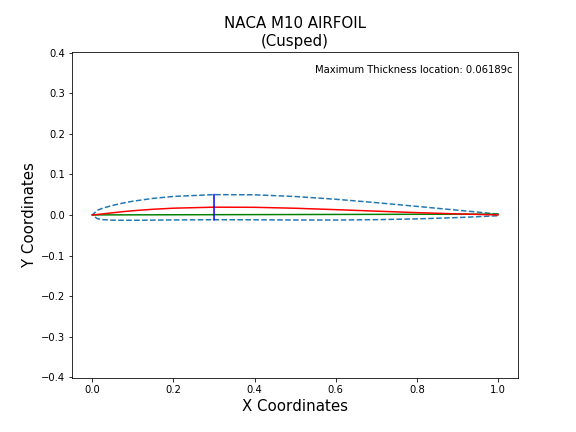 NACA M10 AIRFOIL
(Cusped)
Maximum Thickness location: 0.06189c
0.4
0.3
0.2
0.1
0.0
−0.1
−0.2
−0.3
−0.4
Y Coordinates
0.0 0.2 0.4 0.6 0.8 1.0
X Coordinates